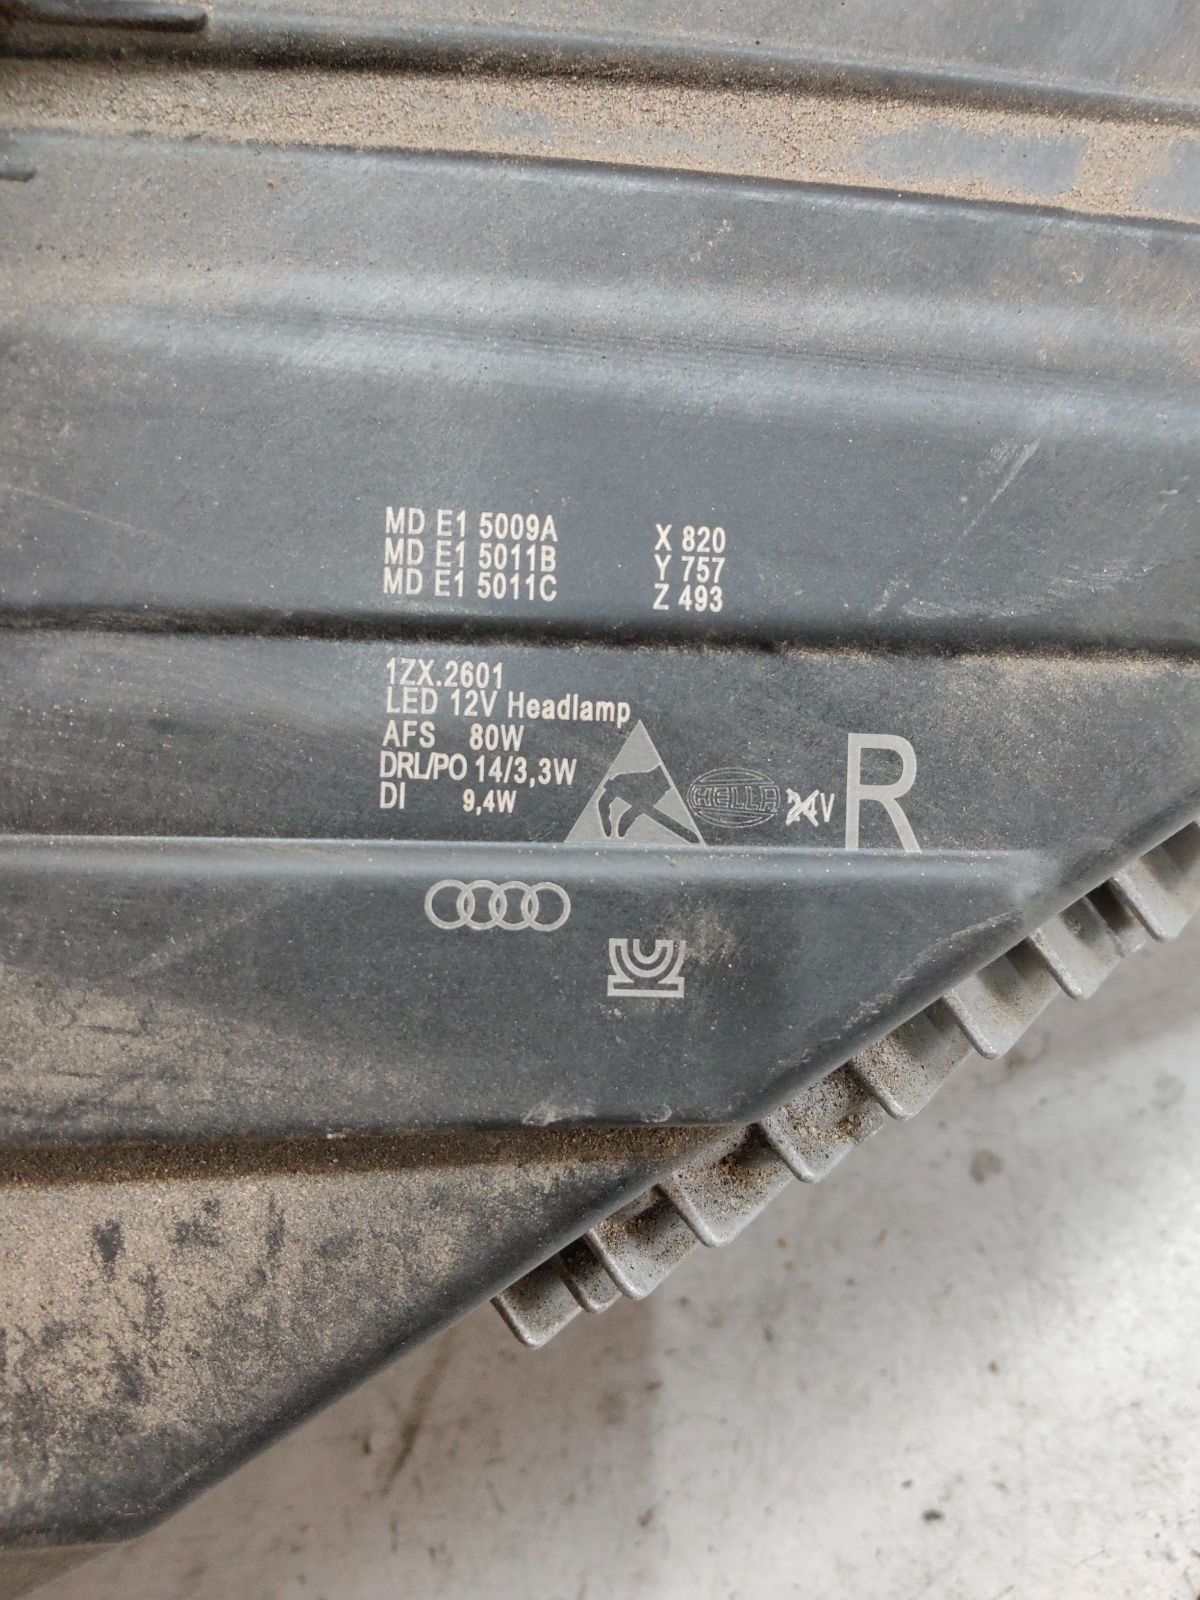 MD E1 5009A X 820
MD E1 5011B Y 757
MD E1 5011C Z 493
1ZX.2601
LED 12V Headlamp
AFS 80W
DRL/PO 14/3,3W
DI 9,4W
HELLA 24V R